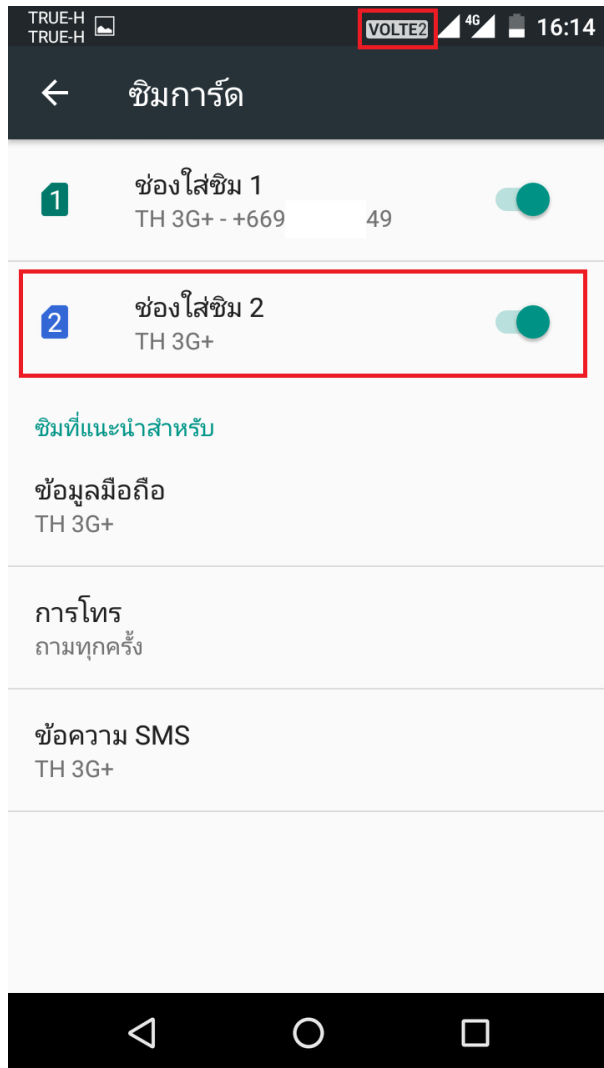 TRUE-H
TRUE-H
VOLTE2 4G 16:14
ซิมการ์ด
1
ช่องใส่ซิม 1
TH 3G+ - +669 49
2
ช่องใส่ซิม 2
TH 3G+
ซิมที่แนะนำสำหรับ
ข้อมูลมือถือ
TH 3G+
การโทร
ถามทุกครั้ง
ข้อความ SMS
TH 3G+